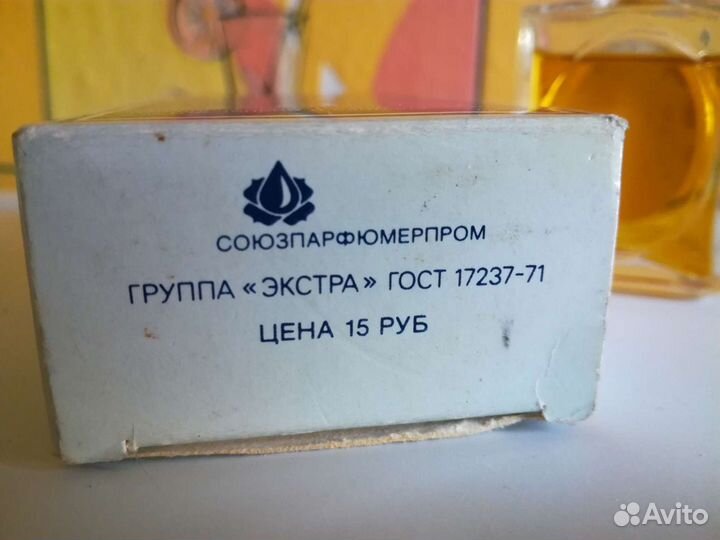 СОЮЗПАРФЮМЕРПРОМ
ГРУППА «ЭКСТРА» ГОСТ 17237-71
ЦЕНА 15 РУБ
Avito